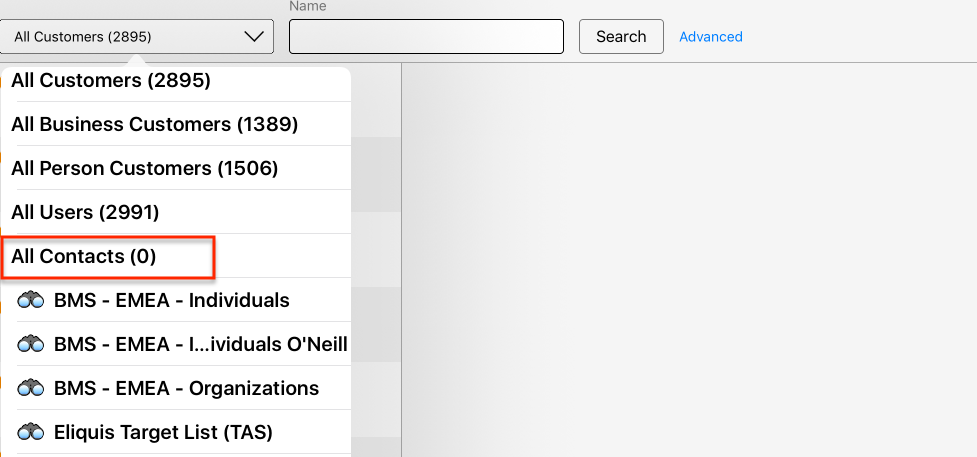 Name
All Customers (2895)
Search
Advanced
All Customers (2895)
All Business Customers (1389)
All Person Customers (1506)
All Users (2991)
All Contacts (0)
BMS - EMEA - Individuals
BMS - EMEA - I...ividuals O'Neill
BMS - EMEA - Organizations
Eliquis Target List (TAS)